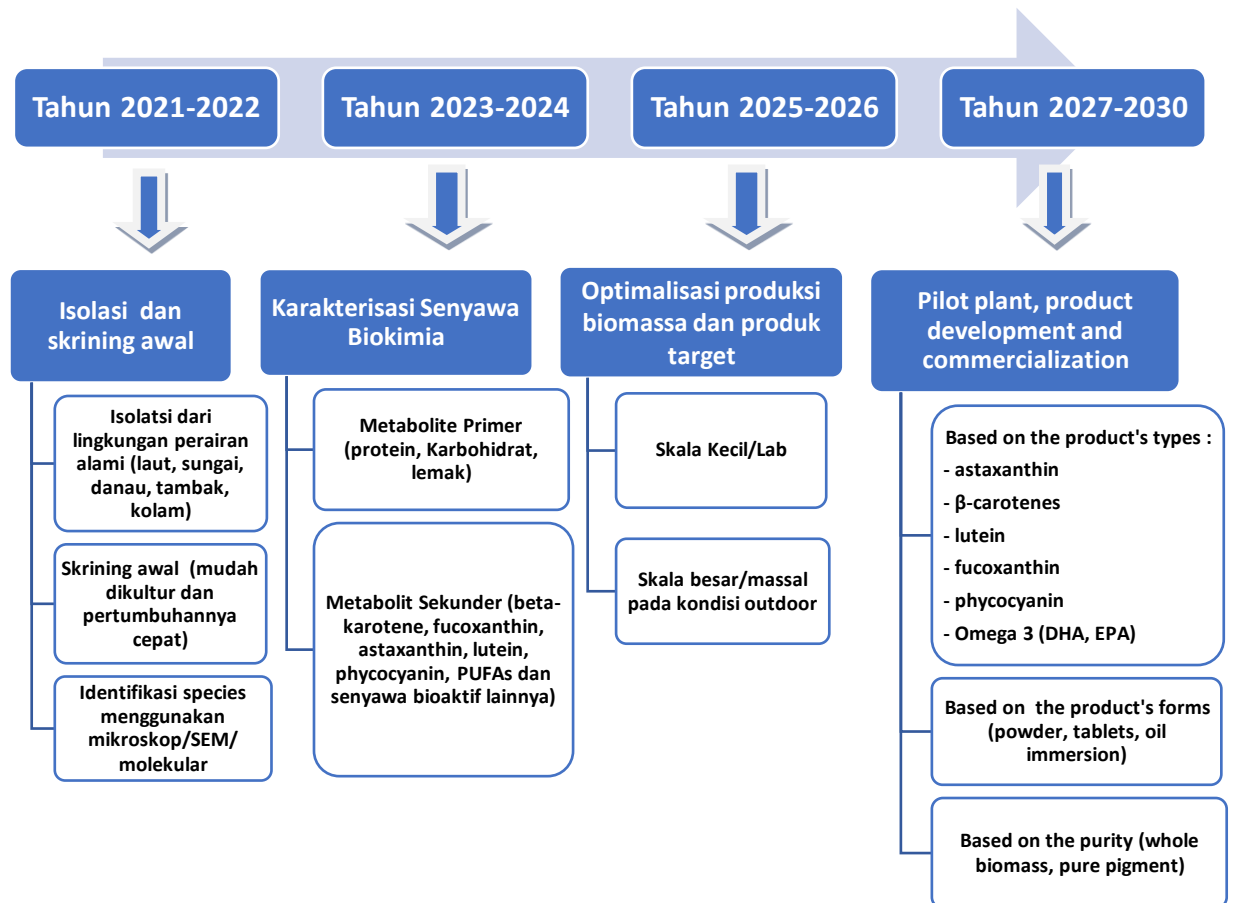 Tahun 2021-2022
Tahun 2023-2024
Tahun 2025-2026
Tahun 2027-2030
Isolasi dan
skrining awal
Isolatsi dari
lingkungan perairan
alami (laut, sungai,
danau, tambak,
kolam)
Skrining awal (mudah
dikultur dan
pertumbuhannya
cepat)
Identifikasi species
menggunakan
mikroskop/SEM/
molekular
Karakterisasi Senyawa
Biokimia
Metabolite Primer
(protein, Karbohidrat,
lemak)
Metabolit Sekunder (beta-
karotene, fucoxanthin,
astaxanthin, lutein,
phycocyanin, PUFAs dan
senyawa bioaktif lainnya)
Optimalisasi produksi
biomassa dan produk
target
Skala Kecil/Lab
Skala besar/massal
pada kondisi outdoor
Pilot plant, product
development and
commercialization
Based on the product's types :
- astaxanthin
- β-carotenes
- lutein
- fucoxanthin
- phycocyanin
- Omega 3 (DHA, EPA)
Based on the product's forms
(powder, tablets, oil
immersion)
Based on the purity (whole
biomass, pure pigment)